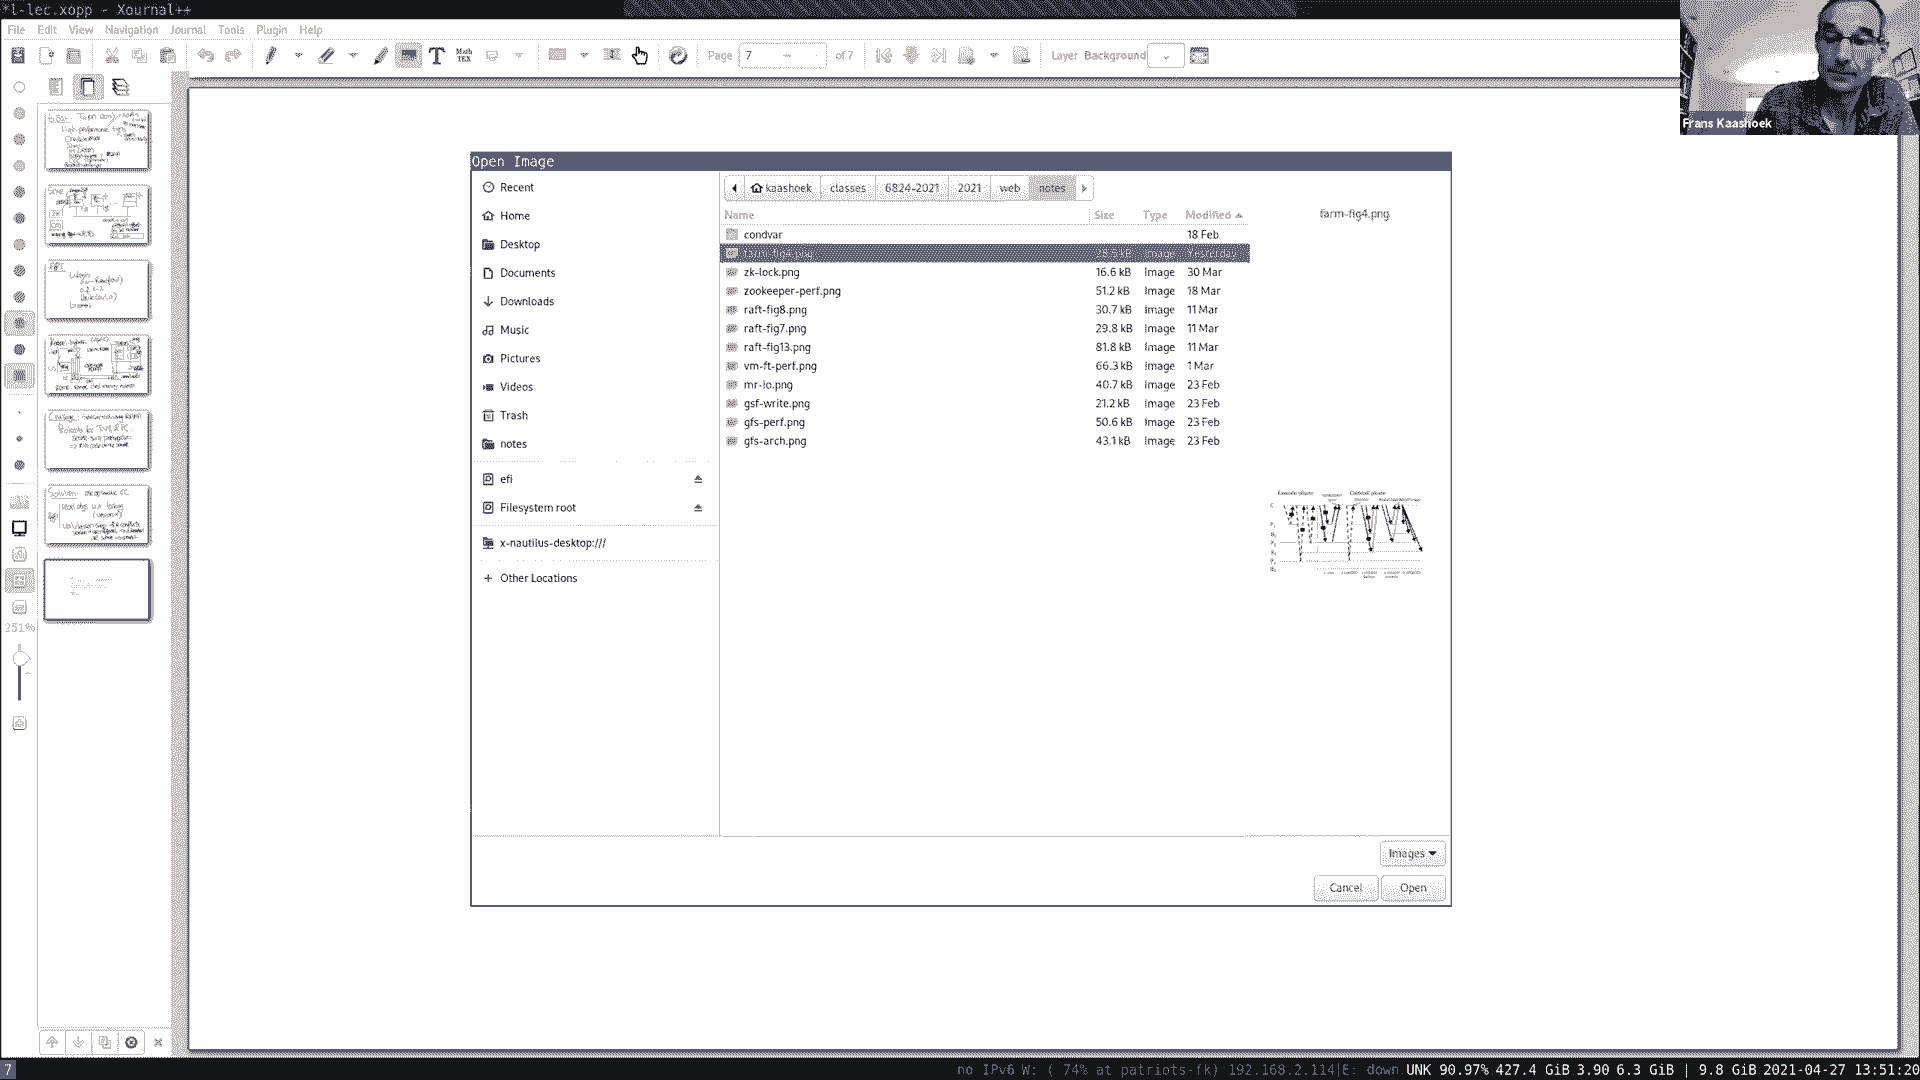 *l-lec.xopp - Xournal++
File Edit View Navigation Journal Tools Plugin Help
Page 7 of 7 Layer Background
Frans Kaashoek
Open Image
Recent
Home
Desktop
Documents
Downloads
Music
Pictures
Videos
Trash
notes
efi
Filesystem root
x-nautilus-desktop:///
Other Locations
kaashoek classes 6824-2021 2021 web notes
Name Size Type Modified
condvar 18 Feb
farm-fig4.png 28.5 kB Image Yesterday
zk-lock.png 16.6 kB Image 30 Mar
zookeeper-perf.png 51.2 kB Image 18 Mar
raft-fig8.png 30.7 kB Image 11 Mar
raft-fig7.png 29.8 kB Image 11 Mar
raft-fig13.png 81.8 kB Image 11 Mar
vm-ft-perf.png 66.3 kB Image 1 Mar
mr-io.png 40.7 kB Image 23 Feb
gsf-write.png 21.2 kB Image 23 Feb
gfs-perf.png 50.6 kB Image 23 Feb
gfs-arch.png 43.1 kB Image 23 Feb
farm-fig4.png
Images
Cancel Open
251%
7
no IPv6 W: ( 74% at patriots-fk) 192.168.2.114|E: down UNK 90.97% 427.4 GiB 3.90 6.3 GiB | 9.8 GiB 2021-04-27 13:51:20